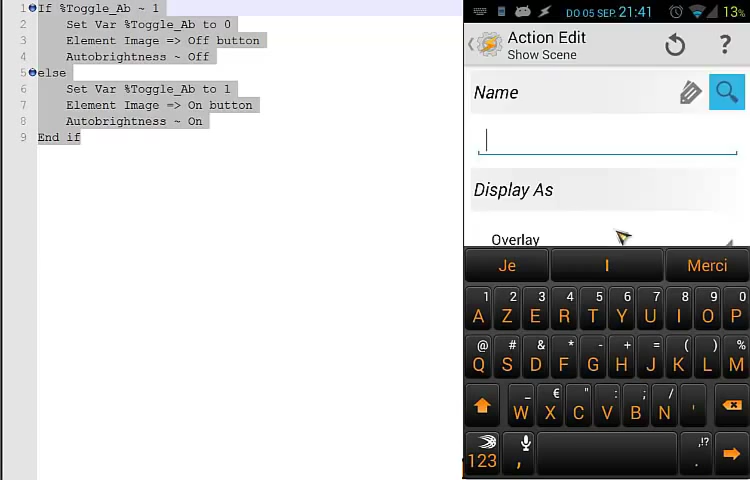 1 If %Toggle_Ab ~ 1
2 Set Var %Toggle_Ab to 0
3 Element Image => Off button
4 Autobrightness ~ Off
5 else
6 Set Var %Toggle_Ab to 1
7 Element Image => On button
8 Autobrightness ~ On
9 End if
DO 05 SEP. 21:41 13%
Action Edit
Show Scene
?
Name
Display As
Overlay
Je I Merci
1 2 3 4 5 6 7 8 9 0
A Z E R T Y U I O P
@ # & * - + = ( ) %
Q S D F G H J K L M
_ € " : ; /
W X C V B N '
123 , . ,!?